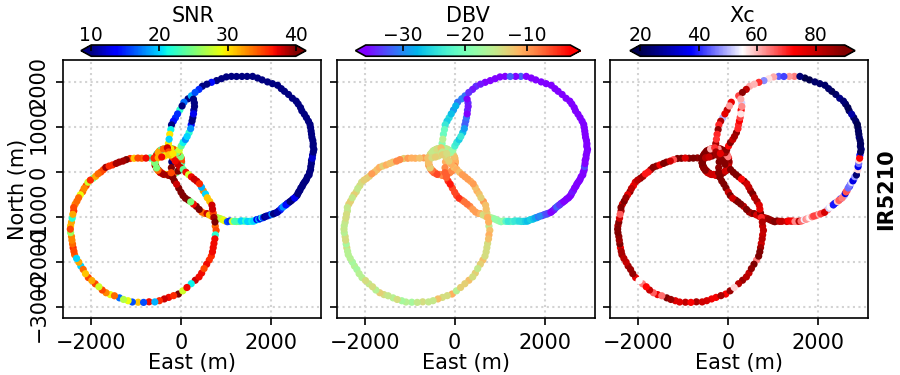 SNR
10 20 30 40
DBV
−30 −20 −10
Xc
20 40 60 80
North (m)
2000
1000
0
−1000
−2000
−3000
−2000 0 2000
East (m)
−2000 0 2000
East (m)
−2000 0 2000
East (m)
IR5210